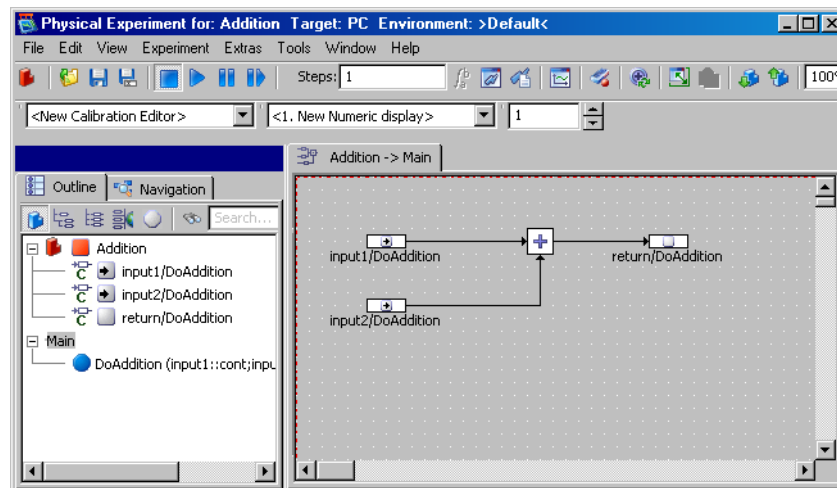 Physical Experiment for: Addition Target: PC Environment: >Default<
File Edit View Experiment Extras Tools Window Help
Steps: 1
100%
<New Calibration Editor>
<1. New Numeric display>
1
Addition -> Main
Outline
Navigation
Search...
Addition
input1/DoAddition
input2/DoAddition
return/DoAddition
Main
DoAddition (input1::cont;inpu
input1/DoAddition
return/DoAddition
input2/DoAddition